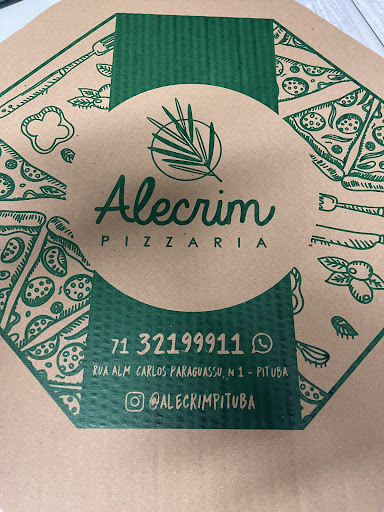 Alecrim
PIZZARIA
71 32199911
RUA ALM CARLOS PARAGUASSU, N 1 - PITUBA
@ALECRIMPITUBA